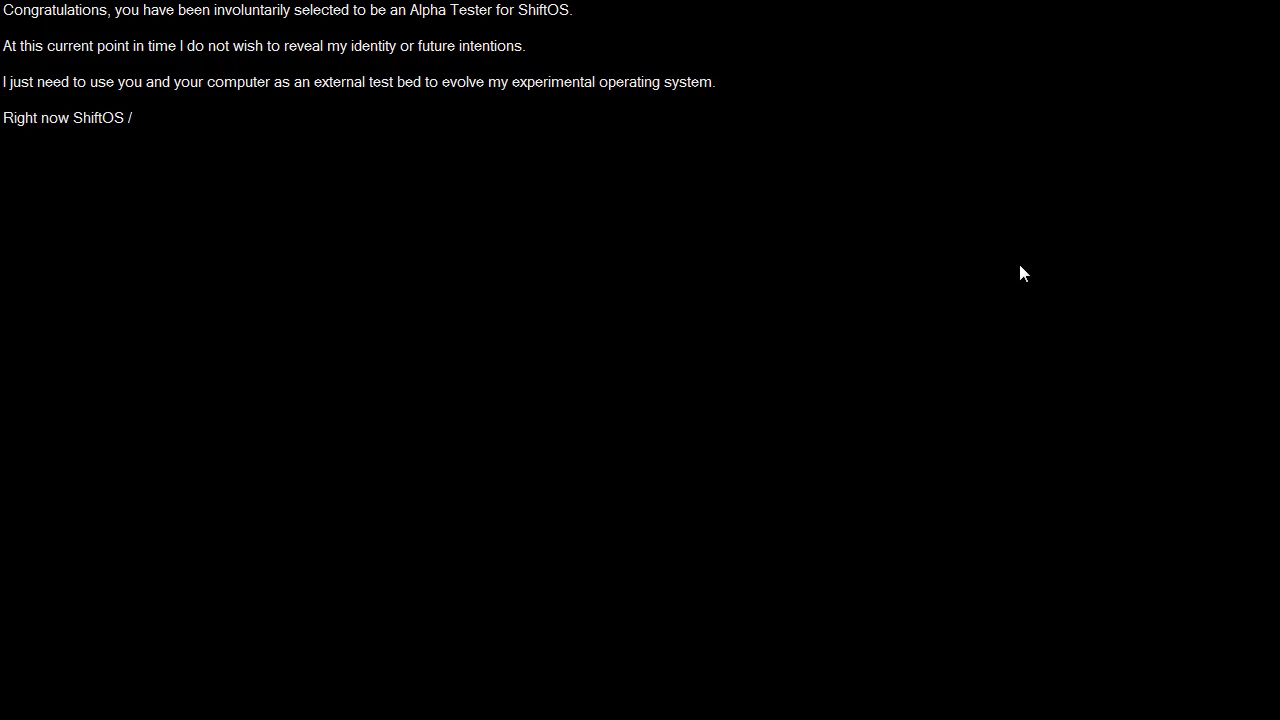 Congratulations, you have been involuntarily selected to be an Alpha Tester for ShiftOS.
At this current point in time I do not wish to reveal my identity or future intentions.
I just need to use you and your computer as an external test bed to evolve my experimental operating system.
Right now ShiftOS /